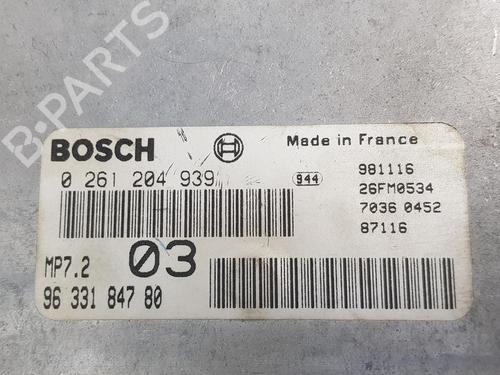 B-PARTS
BOSCH
Made in France
0 261 204 939
944
981116
26FM0534
7036 0452
87116
MP7.2
03
96 331 847 80